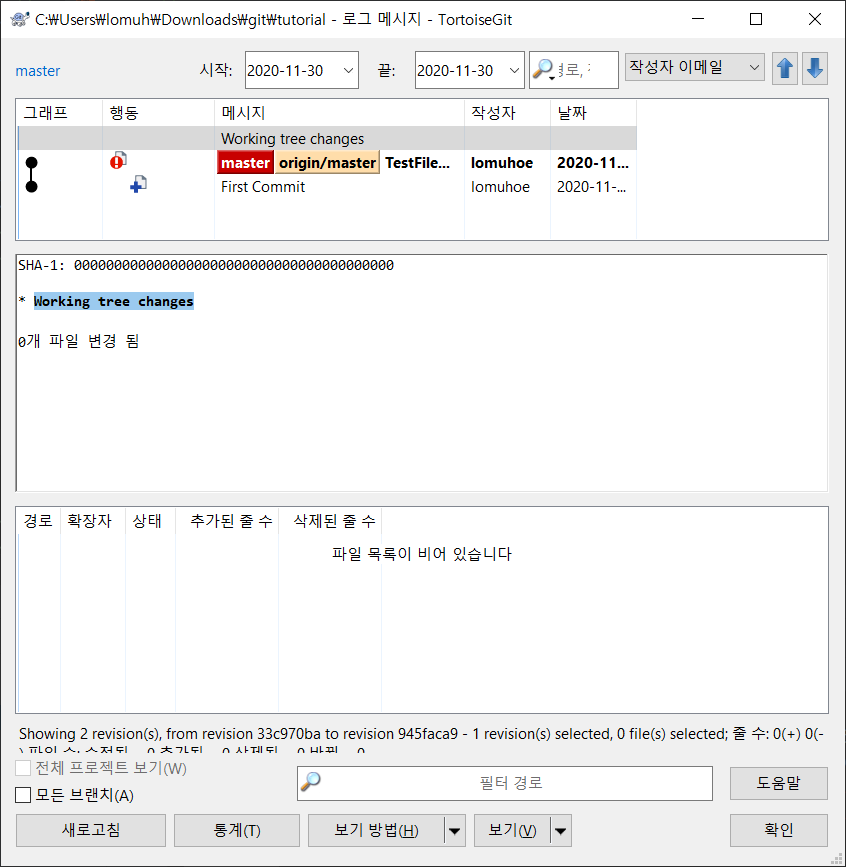 C:₩Users₩lomuh₩Downloads₩git₩tutorial - 로그 메시지 - TortoiseGit
master 시작: 2020-11-30 끝: 2020-11-30 작성자 이메일
그래프 행동 메시지 작성자 날짜
Working tree changes
master origin/master TestFile... lomuhoe 2020-11...
First Commit lomuhoe 2020-11-...
SHA-1: 0000000000000000000000000000000000000000
* Working tree changes
0개 파일 변경 됨
경로 확장자 상태 추가된 줄 수 삭제된 줄 수
파일 목록이 비어 있습니다
Showing 2 revision(s), from revision 33c970ba to revision 945faca9 - 1 revision(s) selected, 0 file(s) selected; 줄 수: 0(+) 0(-
) 파일 수: 수정됨 = 0 추가됨 = 0 삭제됨 = 0 바뀜 = 0
전체 프로젝트 보기(W)
모든 브랜치(A)
필터 경로
도움말
새로고침 통계(T) 보기 방법(H) 보기(V) 확인